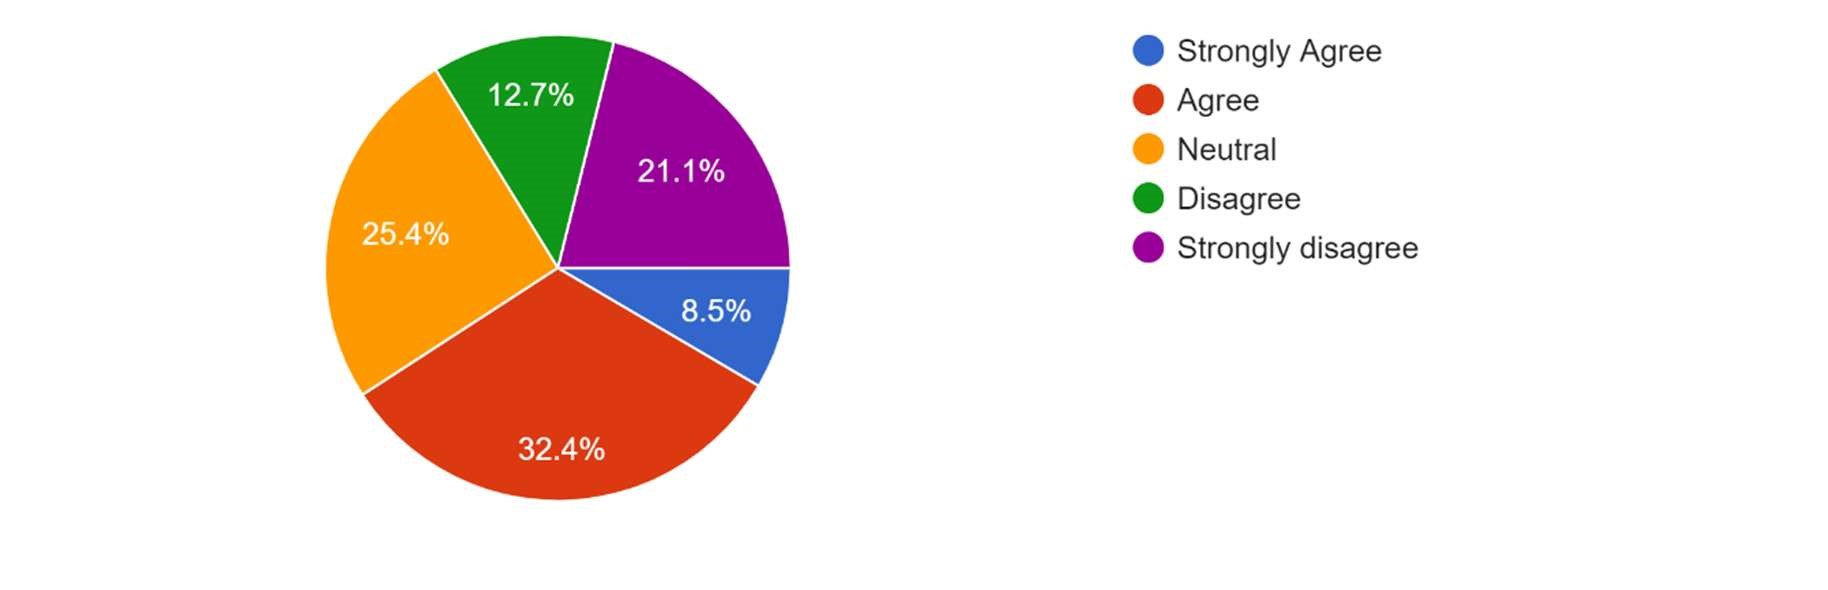 12.7%
21.1%
25.4%
8.5%
32.4%
Strongly Agree
Agree
Neutral
Disagree
Strongly disagree